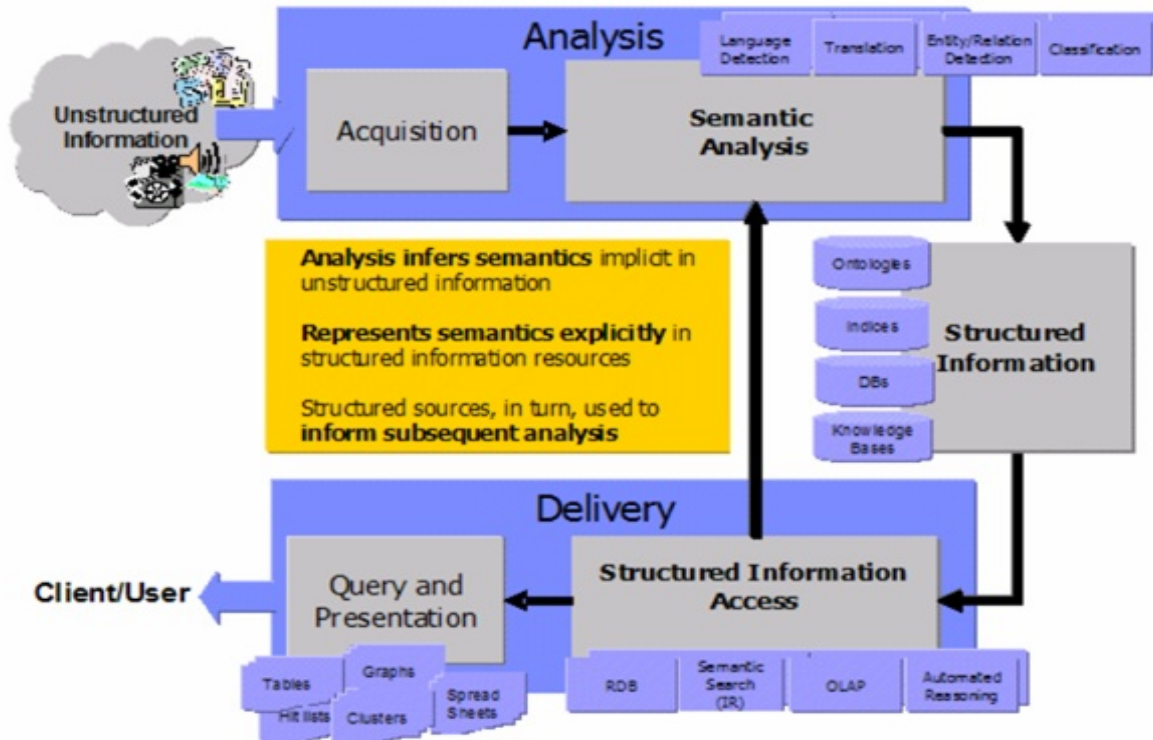 Analysis
Language
Detection
Translation
Entity/Relation
Detection
Classification
Unstructured
Information
Acquisition
Semantic
Analysis
Analysis infers semantics implicit in
unstructured information
Represents semantics explicitly in
structured information resources
Structured sources, in turn, used to
inform subsequent analysis
Ontologies
Indices
DBs
Knowledge
Bases
Structured
Information
Delivery
Client/User
Query and
Presentation
Structured Information
Access
Tables
Graphs
Hit lists
Clusters
Spread
Sheets
RDB
Semantic
Search
(IR)
OLAP
Automated
Reasoning